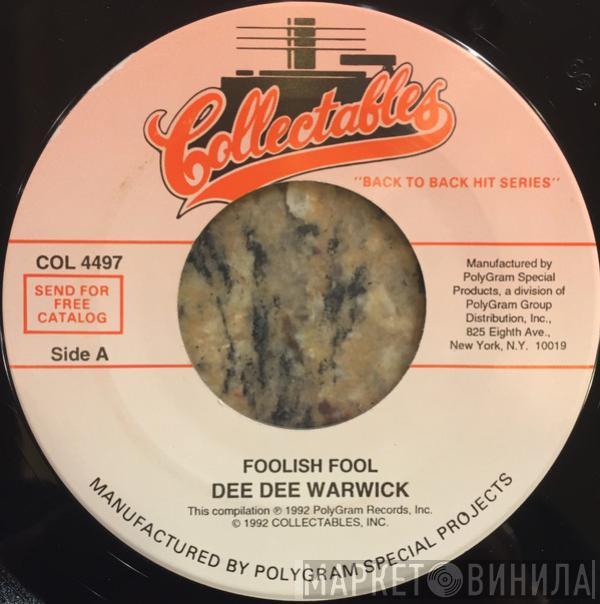 Collectables
"BACK TO BACK HIT SERIES"
COL 4497
SEND FOR
FREE
CATALOG
Side A
Manufactured by
PolyGram Special
Products, a division of
PolyGram Group
Distribution, Inc.,
825 Eighth Ave.,
New York, N.Y. 10019
FOOLISH FOOL
DEE DEE WARWICK
This compilation ℗ 1992 PolyGram Records, Inc.
© 1992 COLLECTABLES, INC.
MANUFACTURED BY POLYGRAM SPECIAL PROJECTS
МАРКЕТ ВИНИЛА